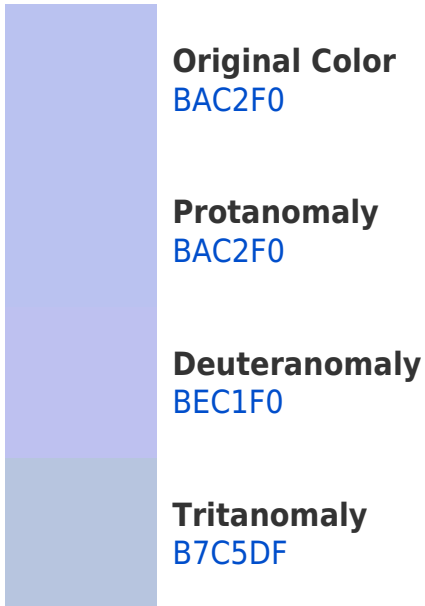 Original Color
BAC2F0
Protanomaly
BAC2F0
Deuteranomaly
BEC1F0
Tritanomaly
B7C5DF